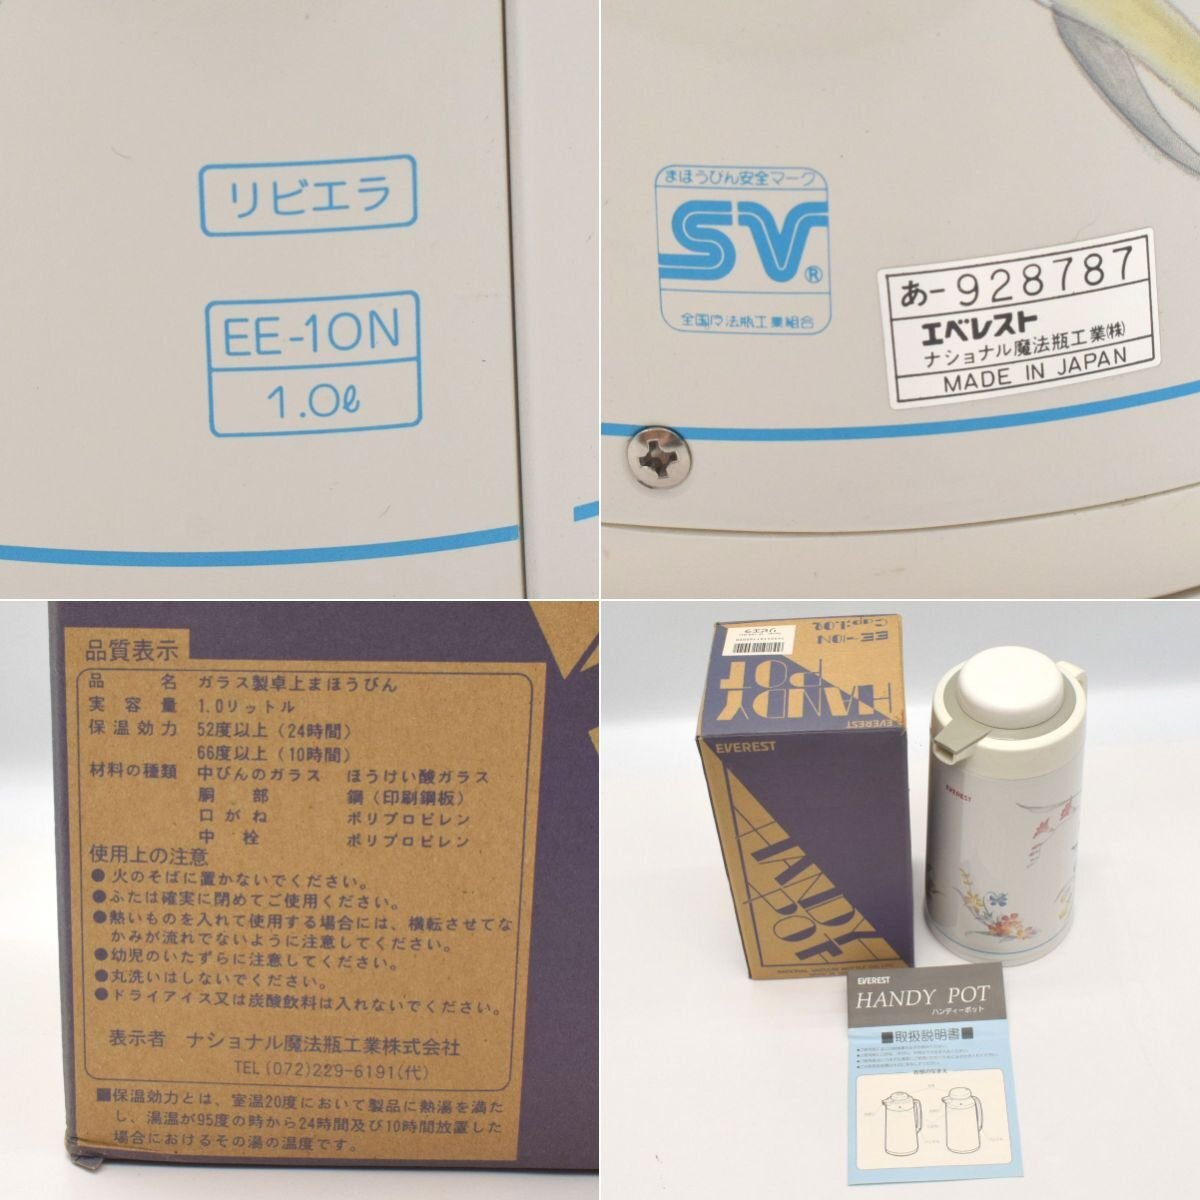 リビエラ
EE-10N
1.0ℓ
まほうびん安全マーク
SV®
全国魔法瓶工業組合
あ-928787
エベレスト
ナショナル魔法瓶工業㈱
MADE IN JAPAN
品質表示
品名 ガラス製卓上まほうびん
実容量 1.0リットル
保温効力 52度以上(24時間)
66度以上(10時間)
材料の種類 中びんのガラス ほうけい酸ガラス
胴部 鋼(印刷鋼板)
口がね ポリプロピレン
中栓 ポリプロピレン
使用上の注意
●火のそばに置かないでください。
●ふたは確実に閉めてご使用ください。
●熱いものを入れて使用する場合には、横転させてな
かみが流れでないように注意してください。
●幼児のいたずらに注意してください。
●丸洗いはしないでください。
●ドライアイス又は炭酸飲料は入れないでください。
表示者 ナショナル魔法瓶工業株式会社
TEL(072)229-6191(代)
■保温効力とは、室温20度において製品に熱湯を満た
し、湯温が95度の時から24時間及び10時間放置した
場合におけるその湯の温度です。
EE-10N
Cap:1.0ℓ
リビエラ
HANDY
POT
EVEREST
EVEREST
HANDY
POT
EVEREST
EVEREST
HANDY POT
ハンディーポット
■取扱説明書■